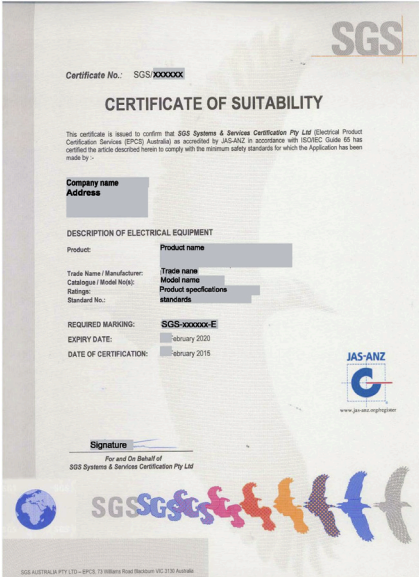 SGS
Certificate No.: SGS/xxxxxx
CERTIFICATE OF SUITABILITY
This certificate is issued to confirm that SGS Systems & Services Certification Pty Ltd (Electrical Product
Certification Services (EPCS) Australia) as accredited by JAS-ANZ in accordance with ISO/IEC Guide 65 has
certified the article described herein to comply with the minimum safety standards for which the Application has been
made by :-
Company name
Address
DESCRIPTION OF ELECTRICAL EQUIPMENT
Product: Product name
Trade Name / Manufacturer: Trade name
Catalogue / Model No(s): Model name
Ratings: Product specfications
Standard No.: standards
REQUIRED MARKING: SGS-xxxxxx-E
EXPIRY DATE: ebruary 2020
DATE OF CERTIFICATION: ebruary 2015
JAS-ANZ
C
www.jas-anz.org/register
Signature
For and On Behalf of
SGS Systems & Services Certification Pty Ltd
SGSSGSGS
SGS AUSTRALIA PTY LTD – EPCS, 73 Williams Road Blackburn VIC 3130 Australia